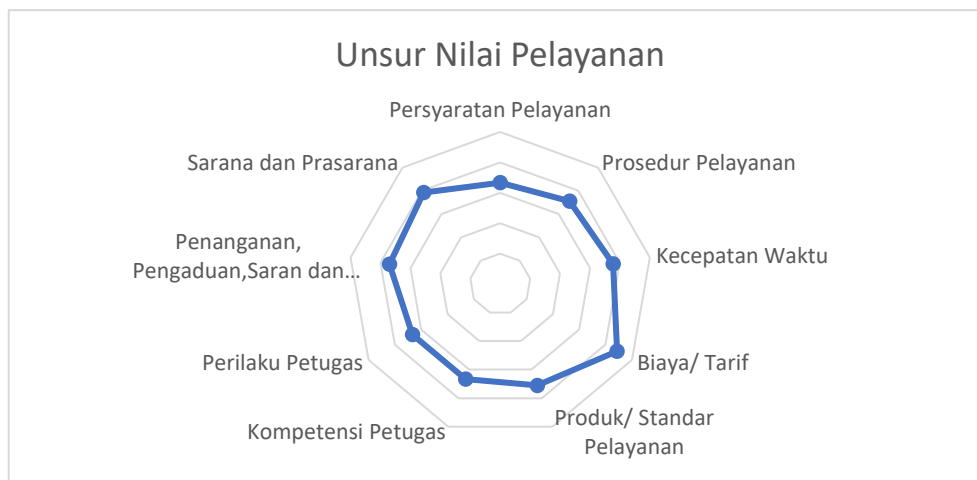 Unsur Nilai Pelayanan
Persyaratan Pelayanan
Prosedur Pelayanan
Kecepatan Waktu
Biaya/ Tarif
Produk/ Standar
Pelayanan
Kompetensi Petugas
Perilaku Petugas
Penanganan,
Pengaduan,Saran dan…
Sarana dan Prasarana